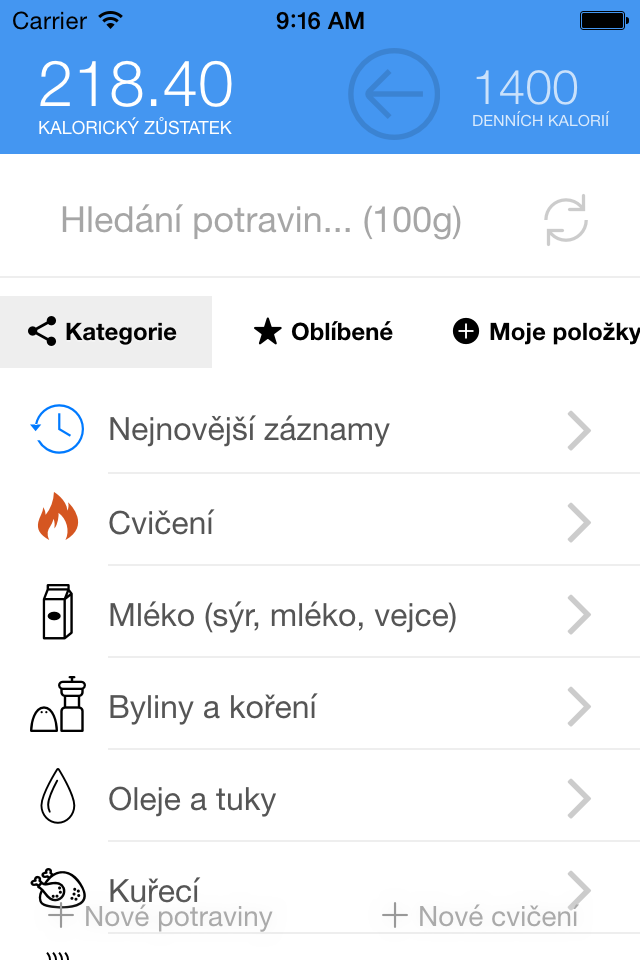 Carrier 9:16 AM
218.40 1400
KALORICKÝ ZŮSTATEK DENNÍCH KALORIÍ
Hledání potravin... (100g)
Kategorie Oblíbené Moje položky
Nejnovější záznamy
Cvičení
Mléko (sýr, mléko, vejce)
Byliny a koření
Oleje a tuky
Kuřecí
Nové potraviny Nové cvičení